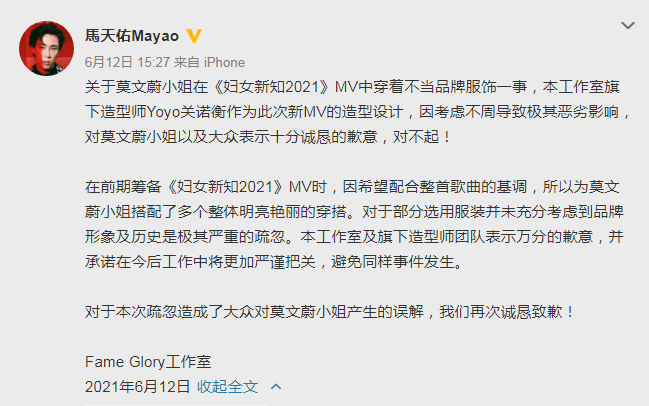 馬天佑Mayao
6月12日 15:27 来自 iPhone
关于莫文蔚小姐在《妇女新知2021》MV中穿着不当品牌服饰一事，本工作室旗
下造型师Yoyo关诺衡作为此次新MV的造型设计，因考虑不周导致极其恶劣影响，
对莫文蔚小姐以及大众表示十分诚恳的歉意，对不起！
在前期筹备《妇女新知2021》MV时，因希望配合整首歌曲的基调，所以为莫文
蔚小姐搭配了多个整体明亮艳丽的穿搭。对于部分选用服装并未充分考虑到品牌
形象及历史是极其严重的疏忽。本工作室及旗下造型师团队表示万分的歉意，并
承诺在今后工作中将更加严谨把关，避免同样事件发生。
对于本次疏忽造成了大众对莫文蔚小姐产生的误解，我们再次诚恳致歉！
Fame Glory工作室
2021年6月12日 收起全文